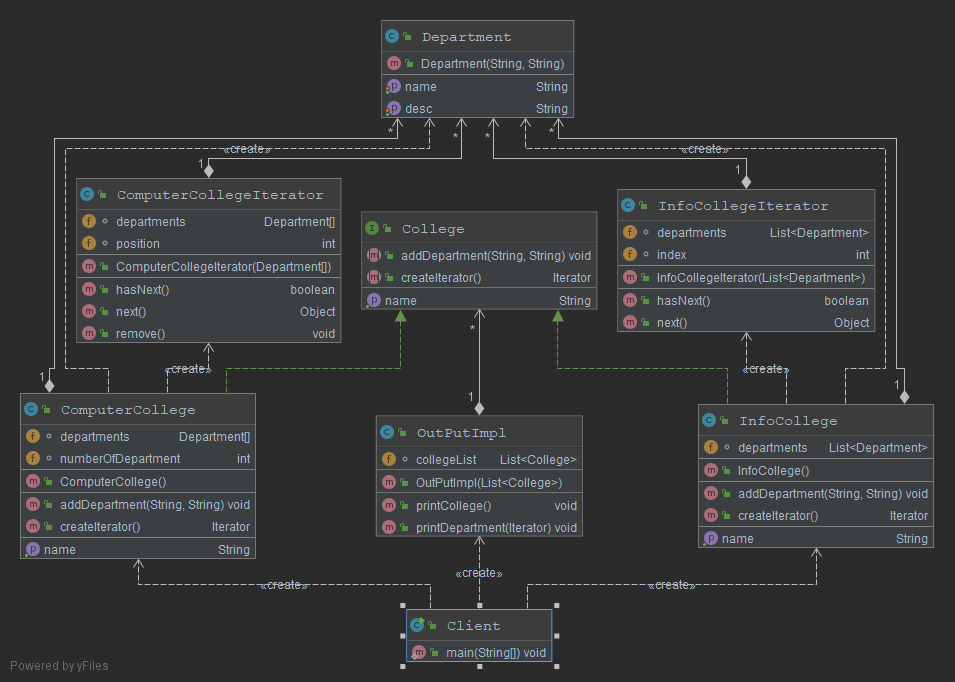 Department
Department(String, String)
name String
desc String
* * * *
«create» «create»
1 1
ComputerCollegeIterator
departments Department[]
position int
ComputerCollegeIterator(Department[])
hasNext() boolean
next() Object
remove() void
College
addDepartment(String, String) void
createIterator() Iterator
name String
InfoCollegeIterator
departments List<Department>
index int
InfoCollegeIterator(List<Department>)
hasNext() boolean
next() Object
*
«create» «create»
1 1 1
ComputerCollege
departments Department[]
numberOfDepartment int
ComputerCollege()
addDepartment(String, String) void
createIterator() Iterator
name String
OutPutImpl
collegeList List<College>
OutPutImpl(List<College>)
printCollege() void
printDepartment(Iterator) void
InfoCollege
departments List<Department>
InfoCollege()
addDepartment(String, String) void
createIterator() Iterator
name String
«create» «create» «create»
Client
main(String[]) void
Powered by yFiles